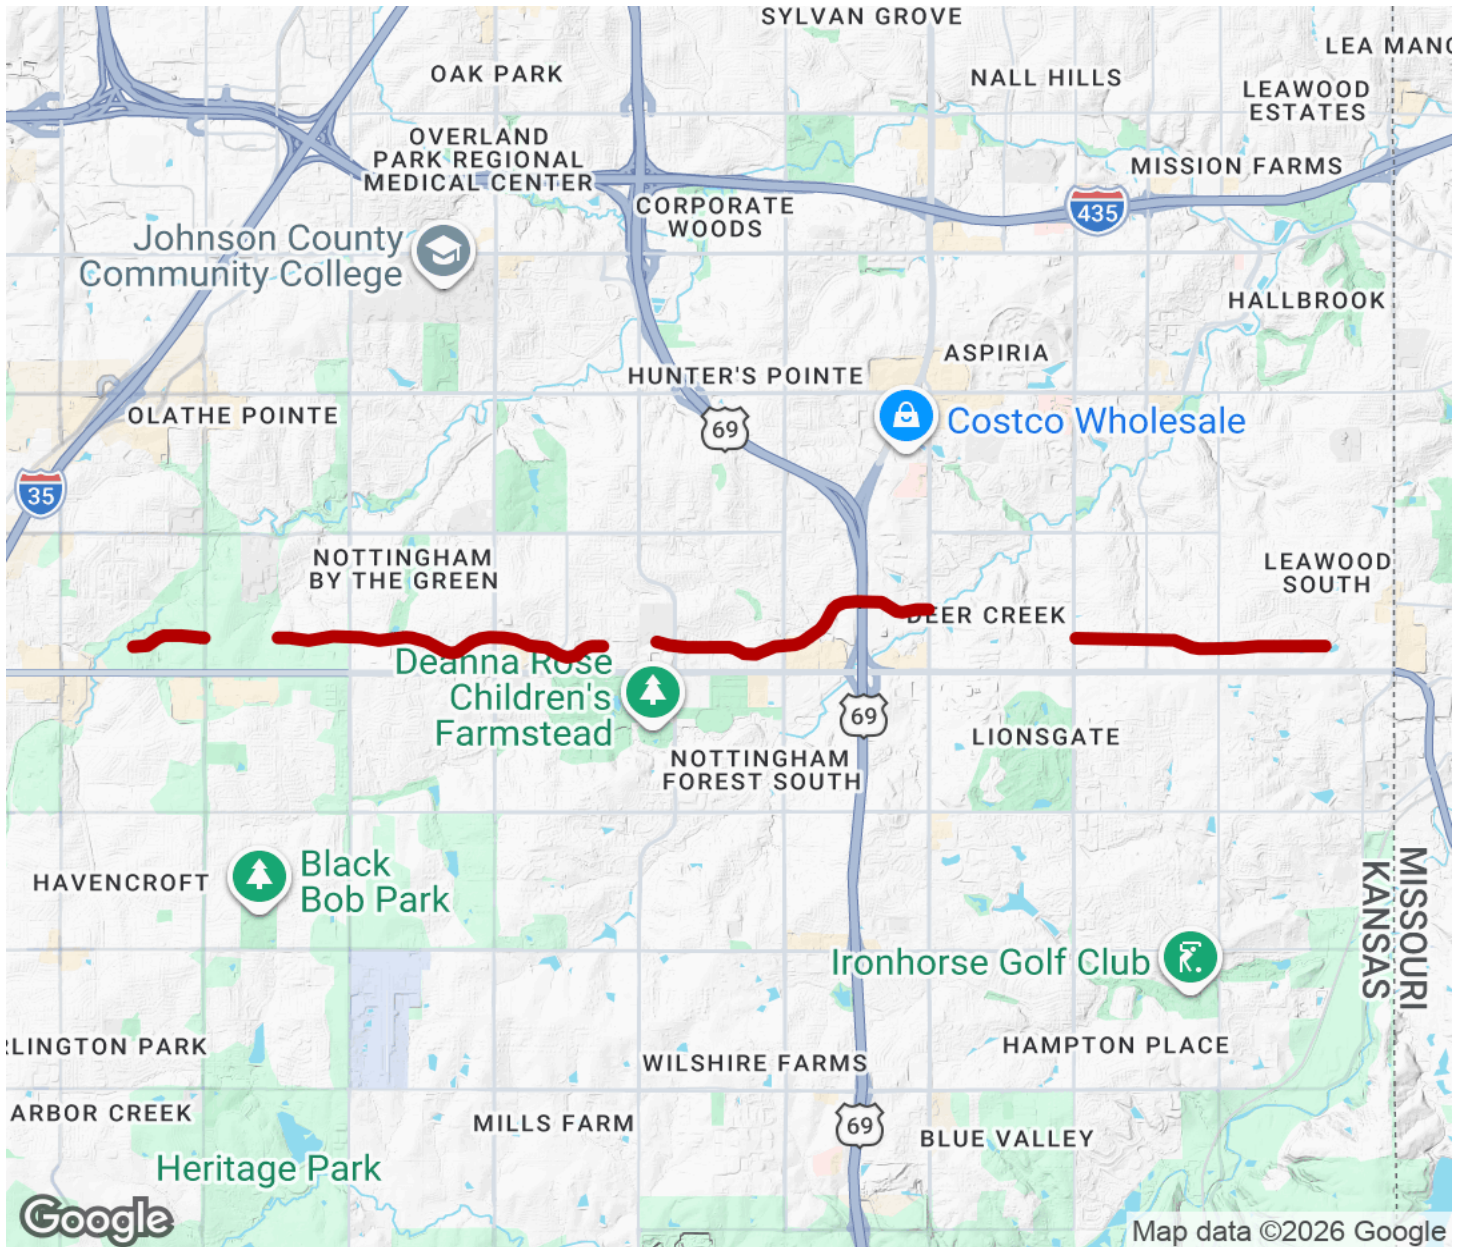 SYLVAN GROVE
LEA MANO
OAK PARK
NALL HILLS
LEAWOOD
ESTATES
OVERLAND
PARK REGIONAL
MEDICAL CENTER
MISSION FARMS
CORPORATE
WOODS
435
Johnson County
Community College
HALLBROOK
ASPIRIA
HUNTER'S POINTE
OLATHE POINTE
69
Costco Wholesale
35
NOTTINGHAM
BY THE GREEN
LEAWOOD
SOUTH
DEER CREEK
Deanna Rose
Children's
Farmstead
69
LIONSGATE
NOTTINGHAM
FOREST SOUTH
Black
Bob Park
HAVENCROFT
MISSOURI
KANSAS
Ironhorse Golf Club
RLINGTON PARK
HAMPTON PLACE
WILSHIRE FARMS
ARBOR CREEK
MILLS FARM
69
BLUE VALLEY
Heritage Park
Google
Map data ©2026 Google